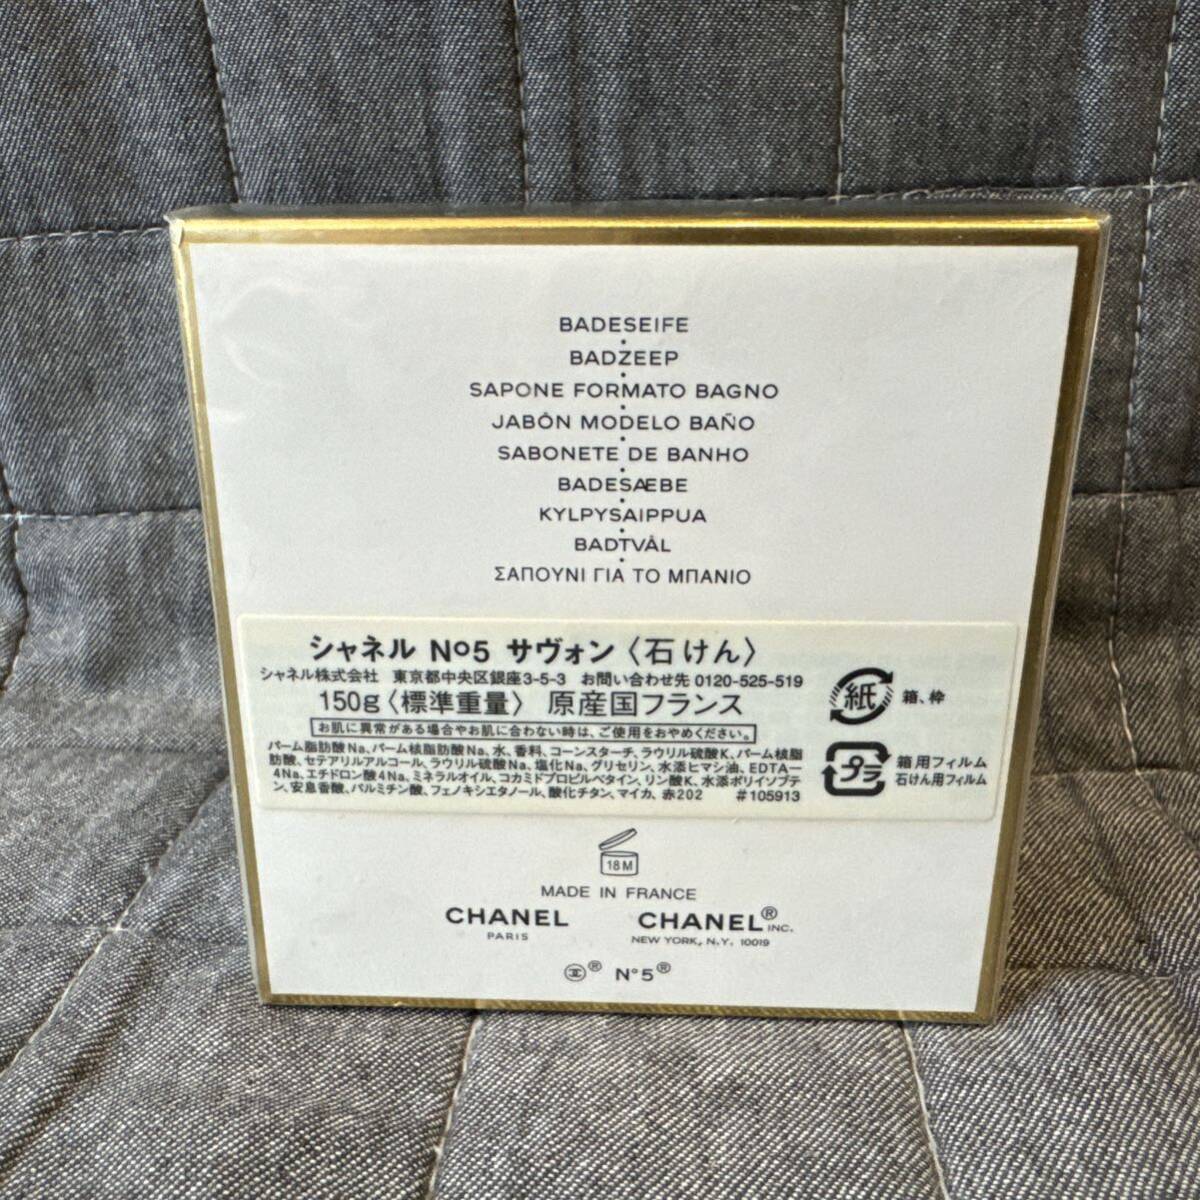 BADESEIFE
BADZEEP
SAPONE FORMATO BAGNO
JABÔN MODELO BAÑO
SABONETE DE BANHO
BADESÆBE
KYLPYSAIPPUA
BADTVÅL
ΣΑΠΟΥΝΙ ΓΙΑ ΤΟ ΜΠΑΝΙΟ
シャネル Nº5 サヴォン〈石けん〉
シャネル株式会社 東京都中央区銀座3-5-3 お問い合わせ先 0120-525-519
150g〈標準重量〉 原産国フランス
お肌に異常がある場合やお肌に合わない時は、ご使用をおやめください。
パーム脂肪酸Na、パーム核脂肪酸Na、水、香料、コーンスターチ、ラウリル硫酸K、パーム核脂
肪酸、セテアリルアルコール、ラウリル硫酸Na、塩化Na、グリセリン、水添ヒマシ油、EDTA-
4Na、エチドロン酸4Na、ミネラルオイル、コカミドプロピルベタイン、リン酸K、水添ポリイソブテ
ン、安息香酸、パルミチン酸、フェノキシエタノール、酸化チタン、マイカ、赤202 #105913
紙 箱、枠
プラ 箱用フィルム
石けん用フィルム
18M
MADE IN FRANCE
CHANEL CHANEL® INC.
PARIS NEW YORK, N.Y. 10019
® N°5®